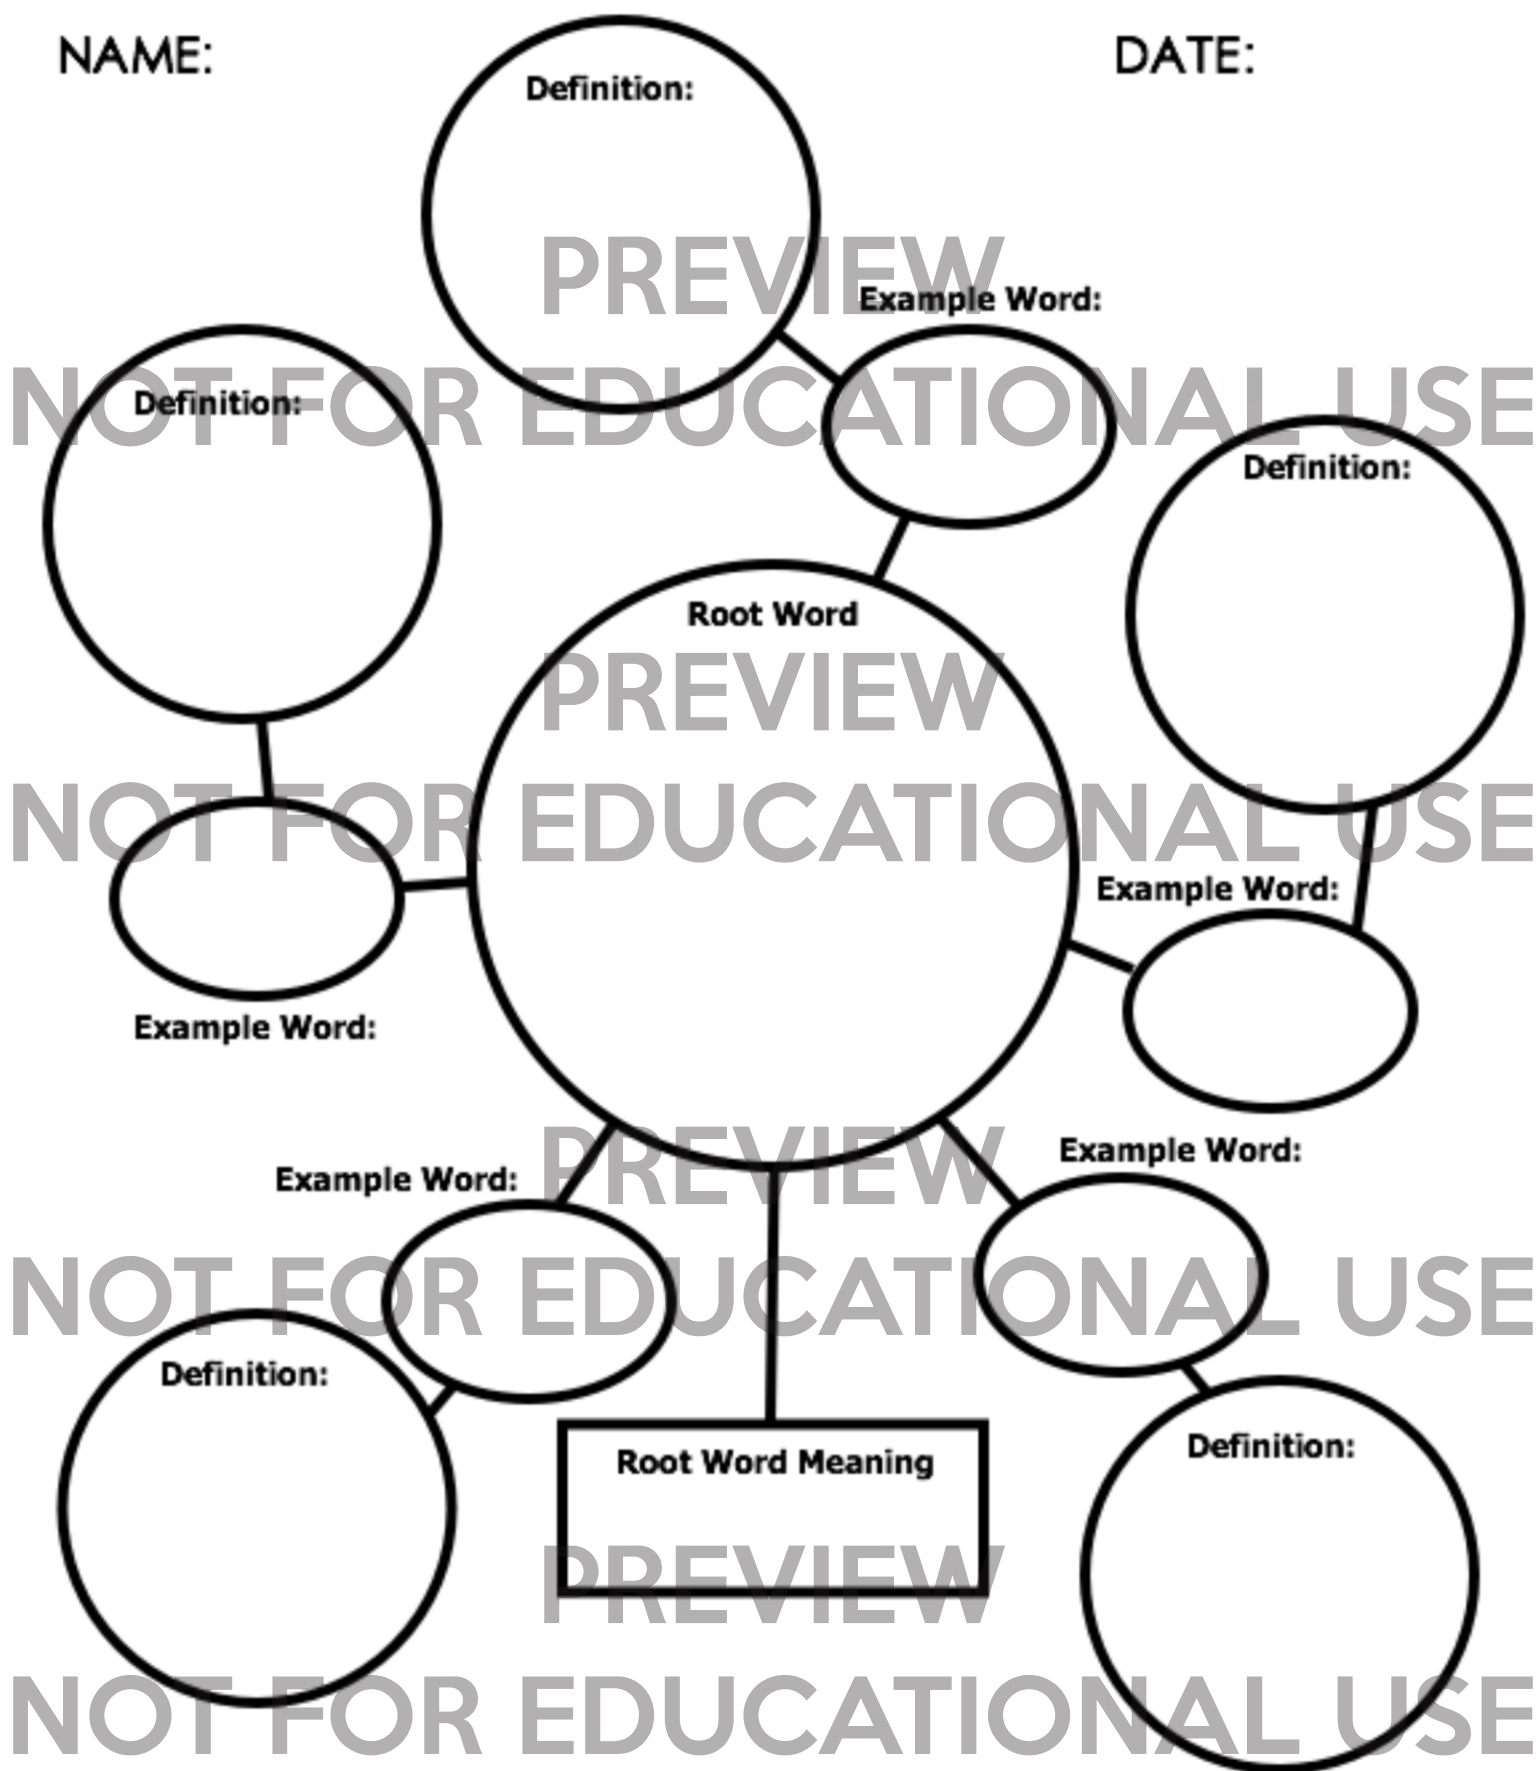 NAME:
DATE:
Definition:
PREVIEW
Example Word:
NOT FOR EDUCATIONAL USE
Definition:
Definition:
Root Word
PREVIEW
NOT FOR EDUCATIONAL USE
Example Word:
Example Word:
PREVIEW
Example Word:
Example Word:
NOT FOR EDUCATIONAL USE
Definition:
Definition:
Root Word Meaning
PREVIEW
NOT FOR EDUCATIONAL USE